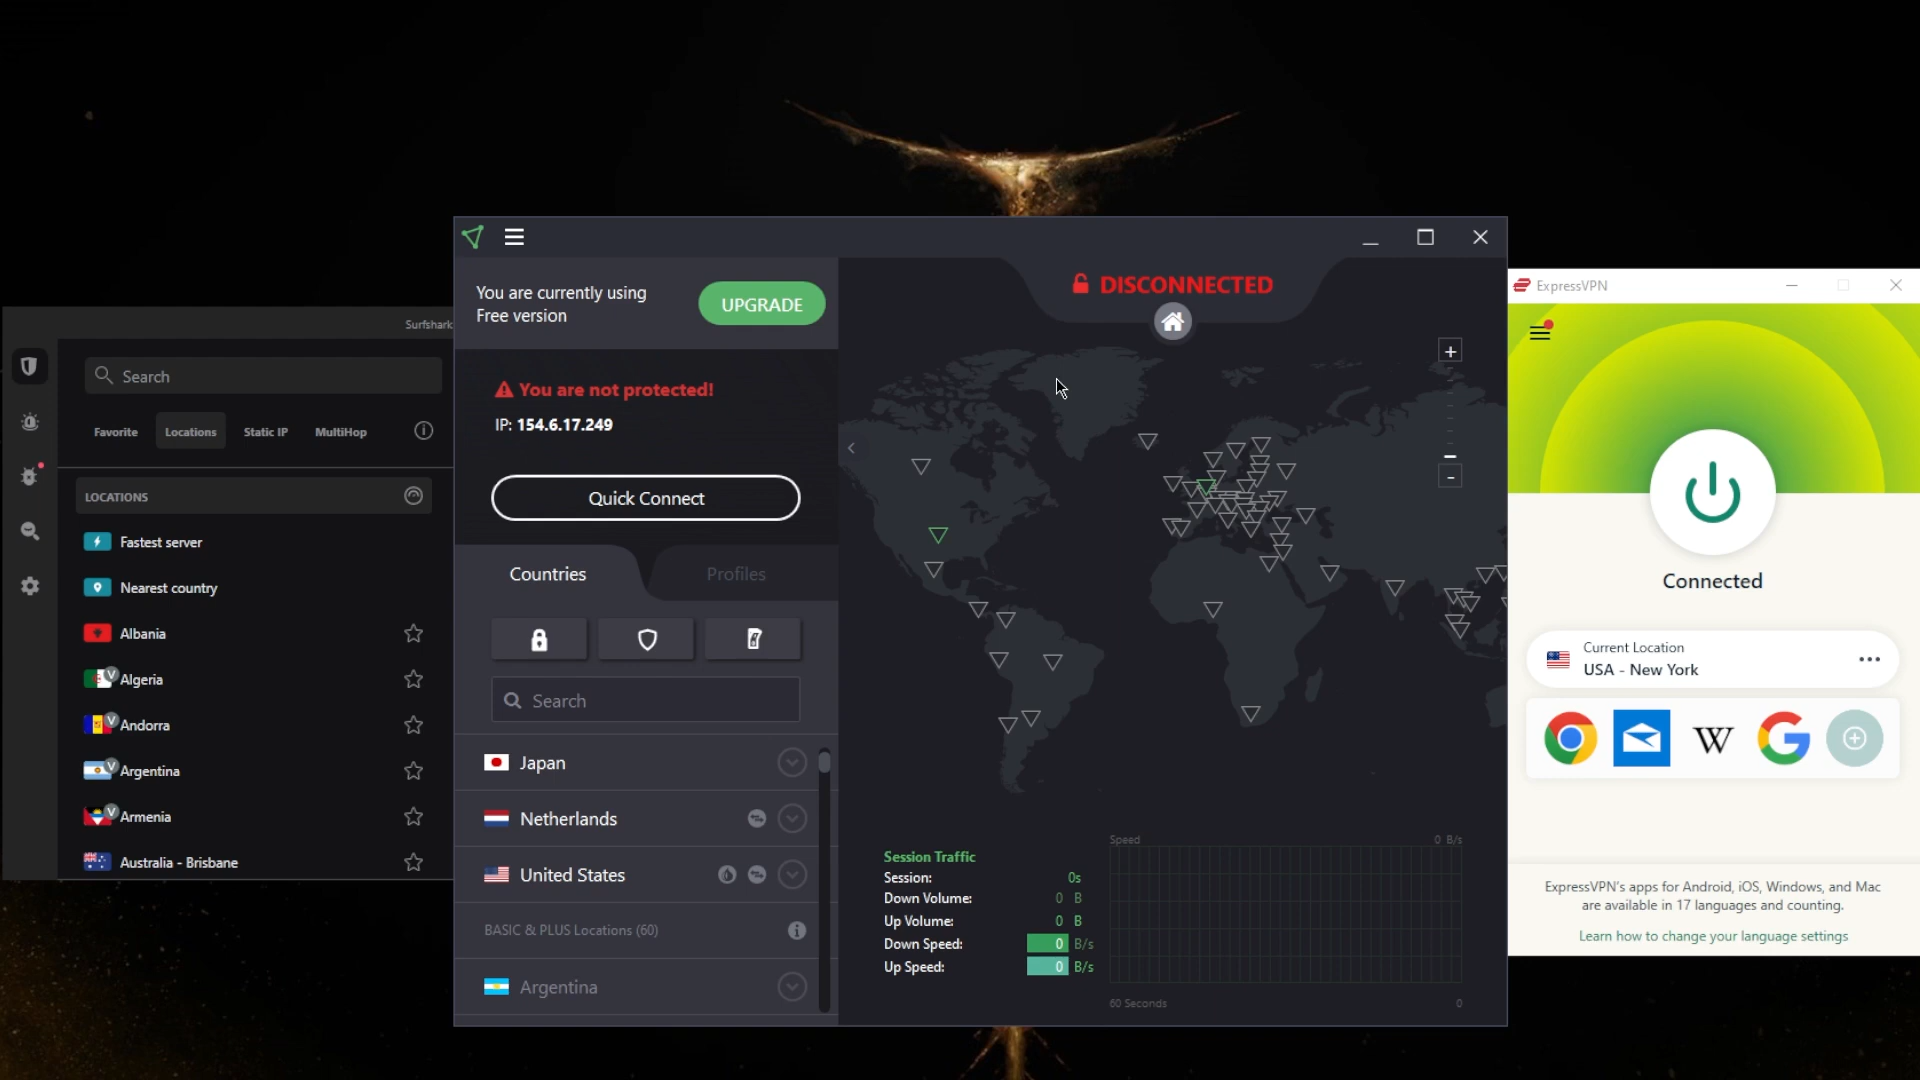 Surfshark
Search
Favorite
Locations
Static IP
MultiHop
LOCATIONS
Fastest server
Nearest country
Albania
V Algeria
V Andorra
V Argentina
V Armenia
Australia - Brisbane
You are currently using
Free version
UPGRADE
You are not protected!
IP: 154.6.17.249
Quick Connect
Countries
Profiles
Search
Japan
Netherlands
United States
BASIC & PLUS Locations (60)
Argentina
DISCONNECTED
+
-
Session Traffic
Session: 0s
Down Volume: 0 B
Up Volume: 0 B
Down Speed: 0 B/s
Up Speed: 0 B/s
Speed 0 B/s
60 Seconds 0
ExpressVPN
Connected
Current Location
USA - New York
W
ExpressVPN's apps for Android, iOS, Windows, and Mac
are available in 17 languages and counting.
Learn how to change your language settings